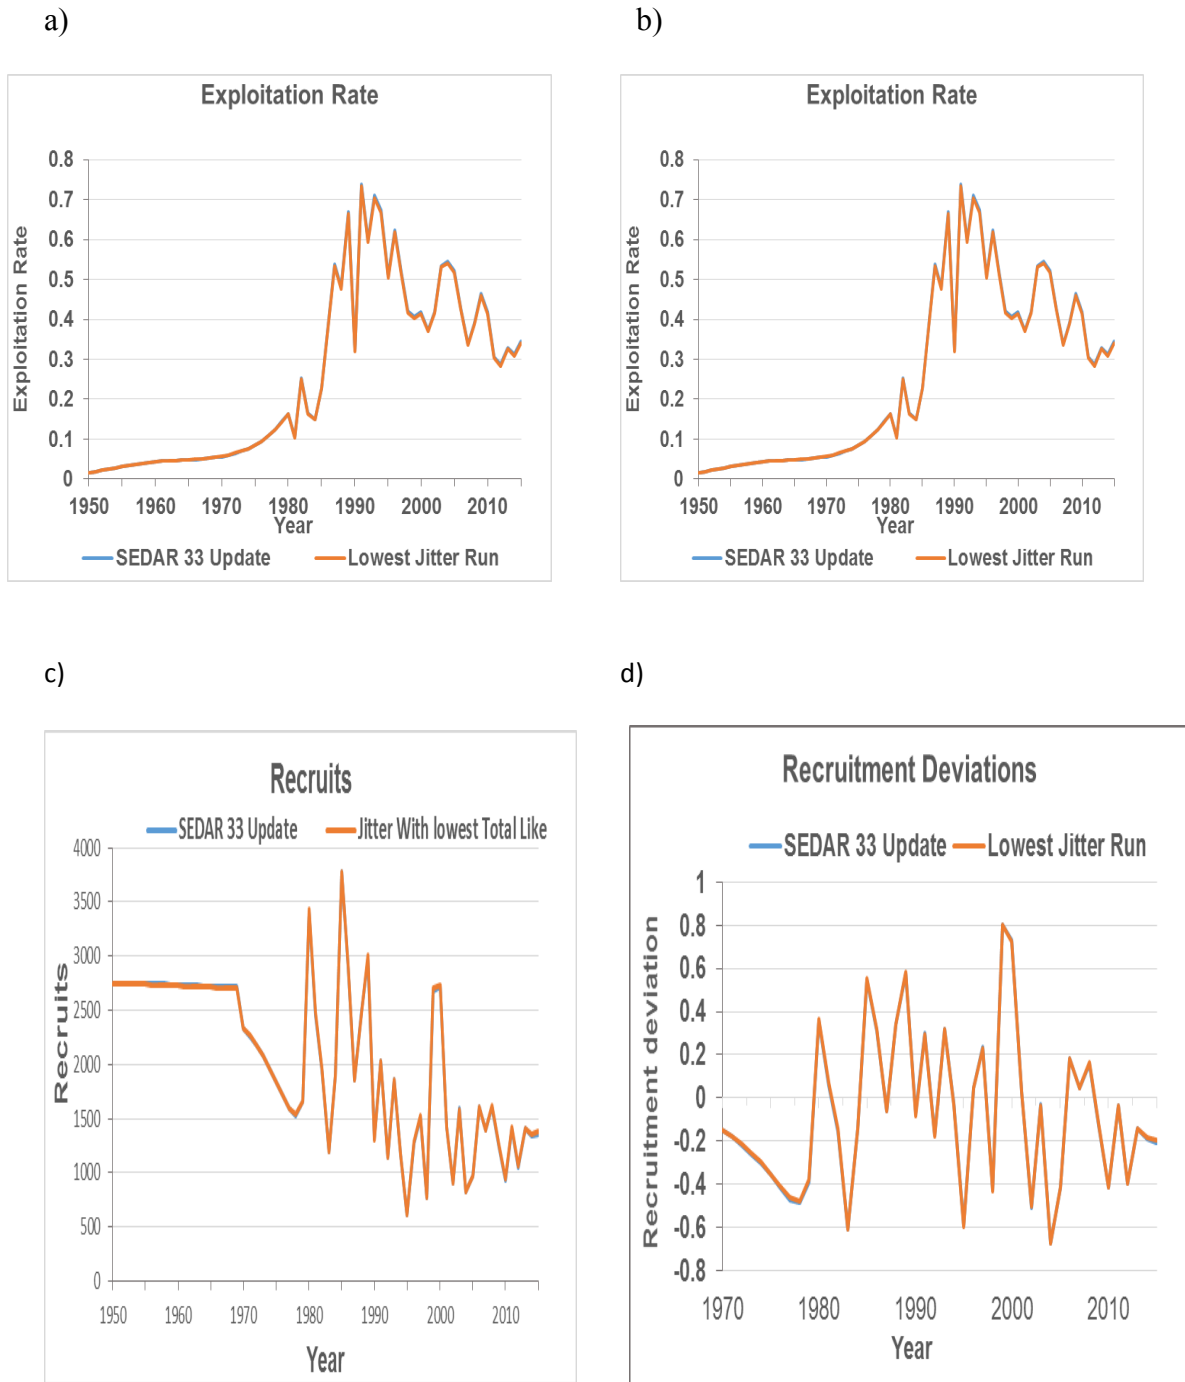 a)
b)
Exploitation Rate
0.8
0.7
0.6
0.5
0.4
0.3
0.2
0.1
0
Exploitation Rate
1950 1960 1970 1980 1990 2000 2010
Year
SEDAR 33 Update Lowest Jitter Run
Exploitation Rate
0.8
0.7
0.6
0.5
0.4
0.3
0.2
0.1
0
Exploitation Rate
1950 1960 1970 1980 1990 2000 2010
Year
SEDAR 33 Update Lowest Jitter Run
c)
d)
Recruits
SEDAR 33 Update Jitter With lowest Total Like
4000
3500
3000
2500
2000
1500
1000
500
0
Recruits
1950 1960 1970 1980 1990 2000 2010
Year
Recruitment Deviations
SEDAR 33 Update Lowest Jitter Run
1
0.8
0.6
0.4
0.2
0
-0.2
-0.4
-0.6
-0.8
Recruitment deviation
1970 1980 1990 2000 2010
Year